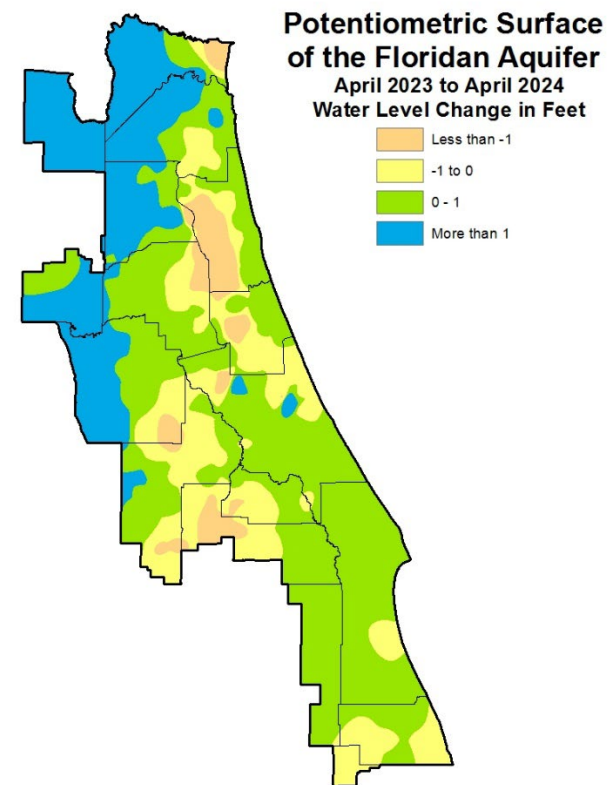 Potentiometric Surface
of the Floridan Aquifer
April 2023 to April 2024
Water Level Change in Feet
Less than -1
-1 to 0
0 - 1
More than 1